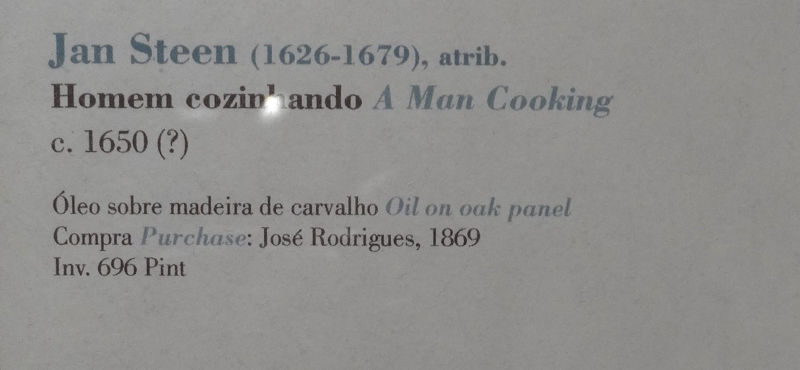 Jan Steen (1626-1679), atrib.
Homem cozinhando A Man Cooking
c. 1650 (?)
Óleo sobre madeira de carvalho Oil on oak panel
Compra Purchase: José Rodrigues, 1869
Inv. 696 Pint